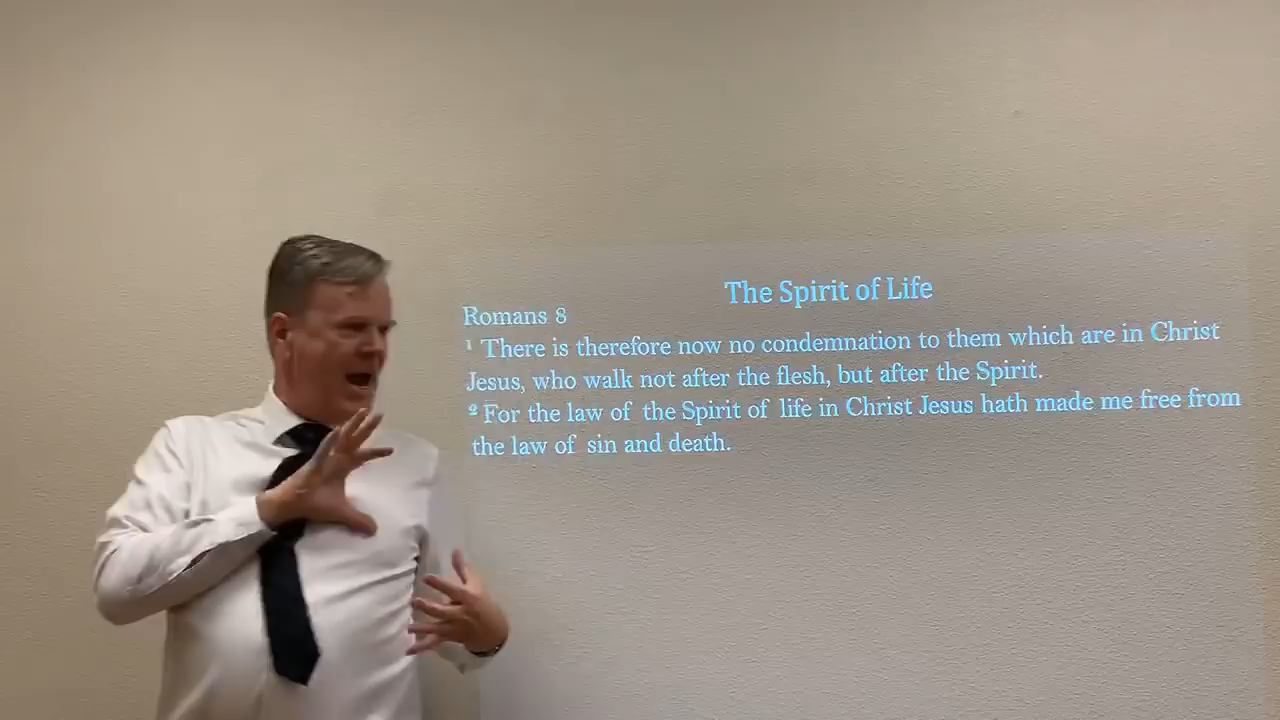 The Spirit of Life
Romans 8
¹ There is therefore now no condemnation to them which are in Christ
Jesus, who walk not after the flesh, but after the Spirit.
² For the law of the Spirit of life in Christ Jesus hath made me free from
the law of sin and death.